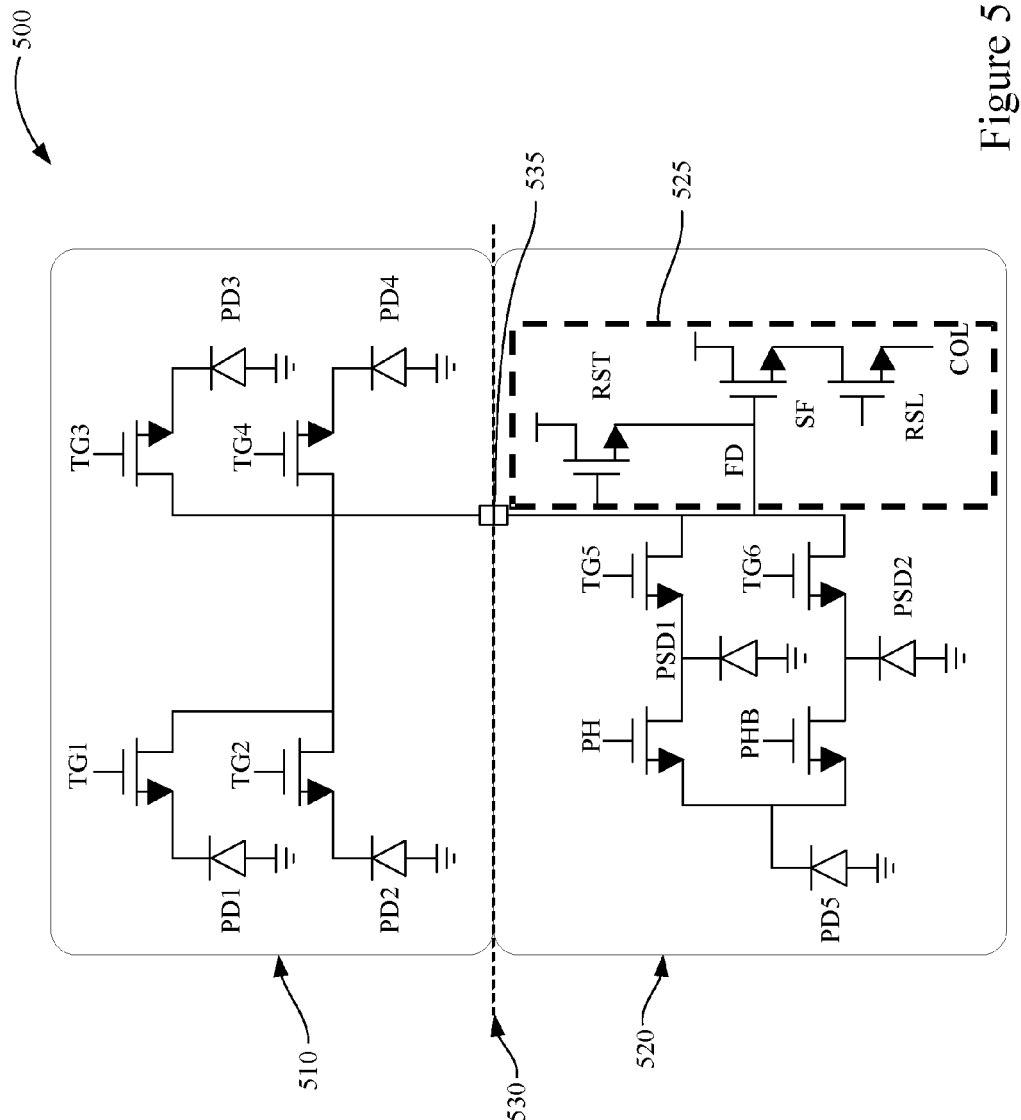 500
TG1
TG3
PD1
PD3
TG2
TG4
PD2
PD4
510
530
535
525
RST
TG5
FD
PH
PSD1
SF
TG6
PHB
RSL
PSD2
PD5
COL
520
Figure 5